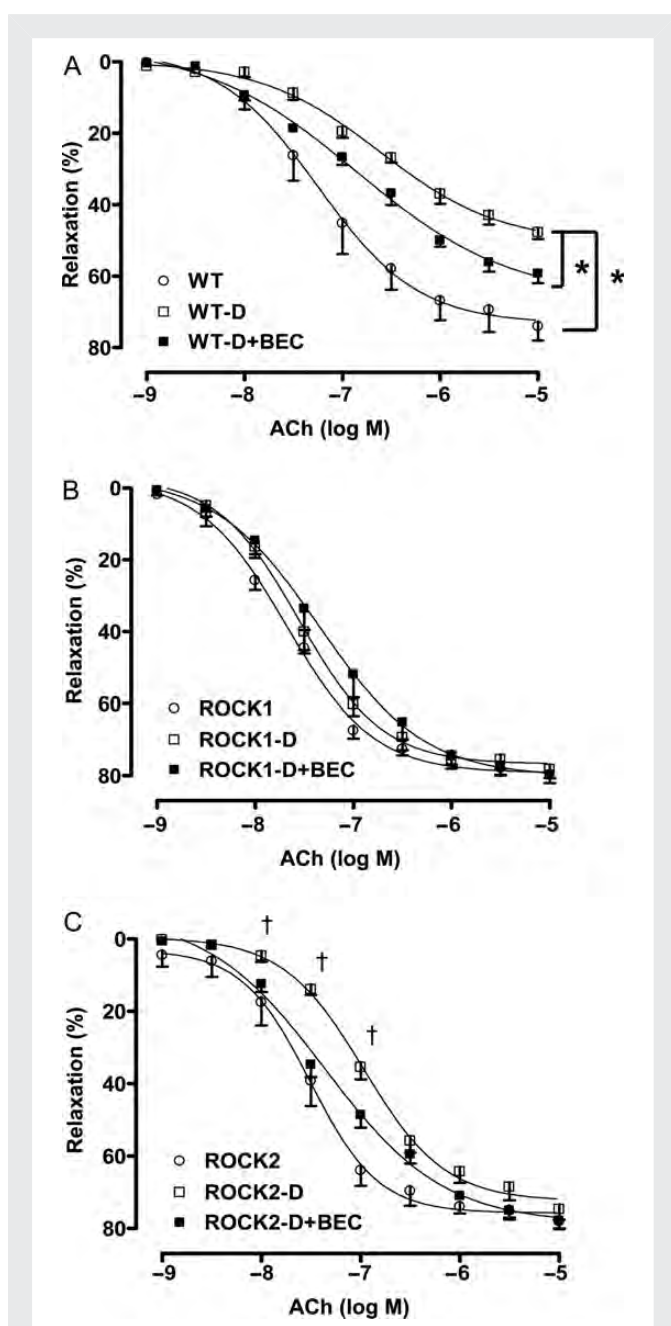 A
0
20
40
60
80
Relaxation (%)
WT
WT-D
WT-D+BEC
*
*
−9
−8
−7
−6
−5
ACh (log M)
B
0
20
40
60
80
Relaxation (%)
ROCK1
ROCK1-D
ROCK1-D+BEC
−9
−8
−7
−6
−5
ACh (log M)
C
†
†
†
0
20
40
60
80
Relaxation (%)
ROCK2
ROCK2-D
ROCK2-D+BEC
−9
−8
−7
−6
−5
ACh (log M)